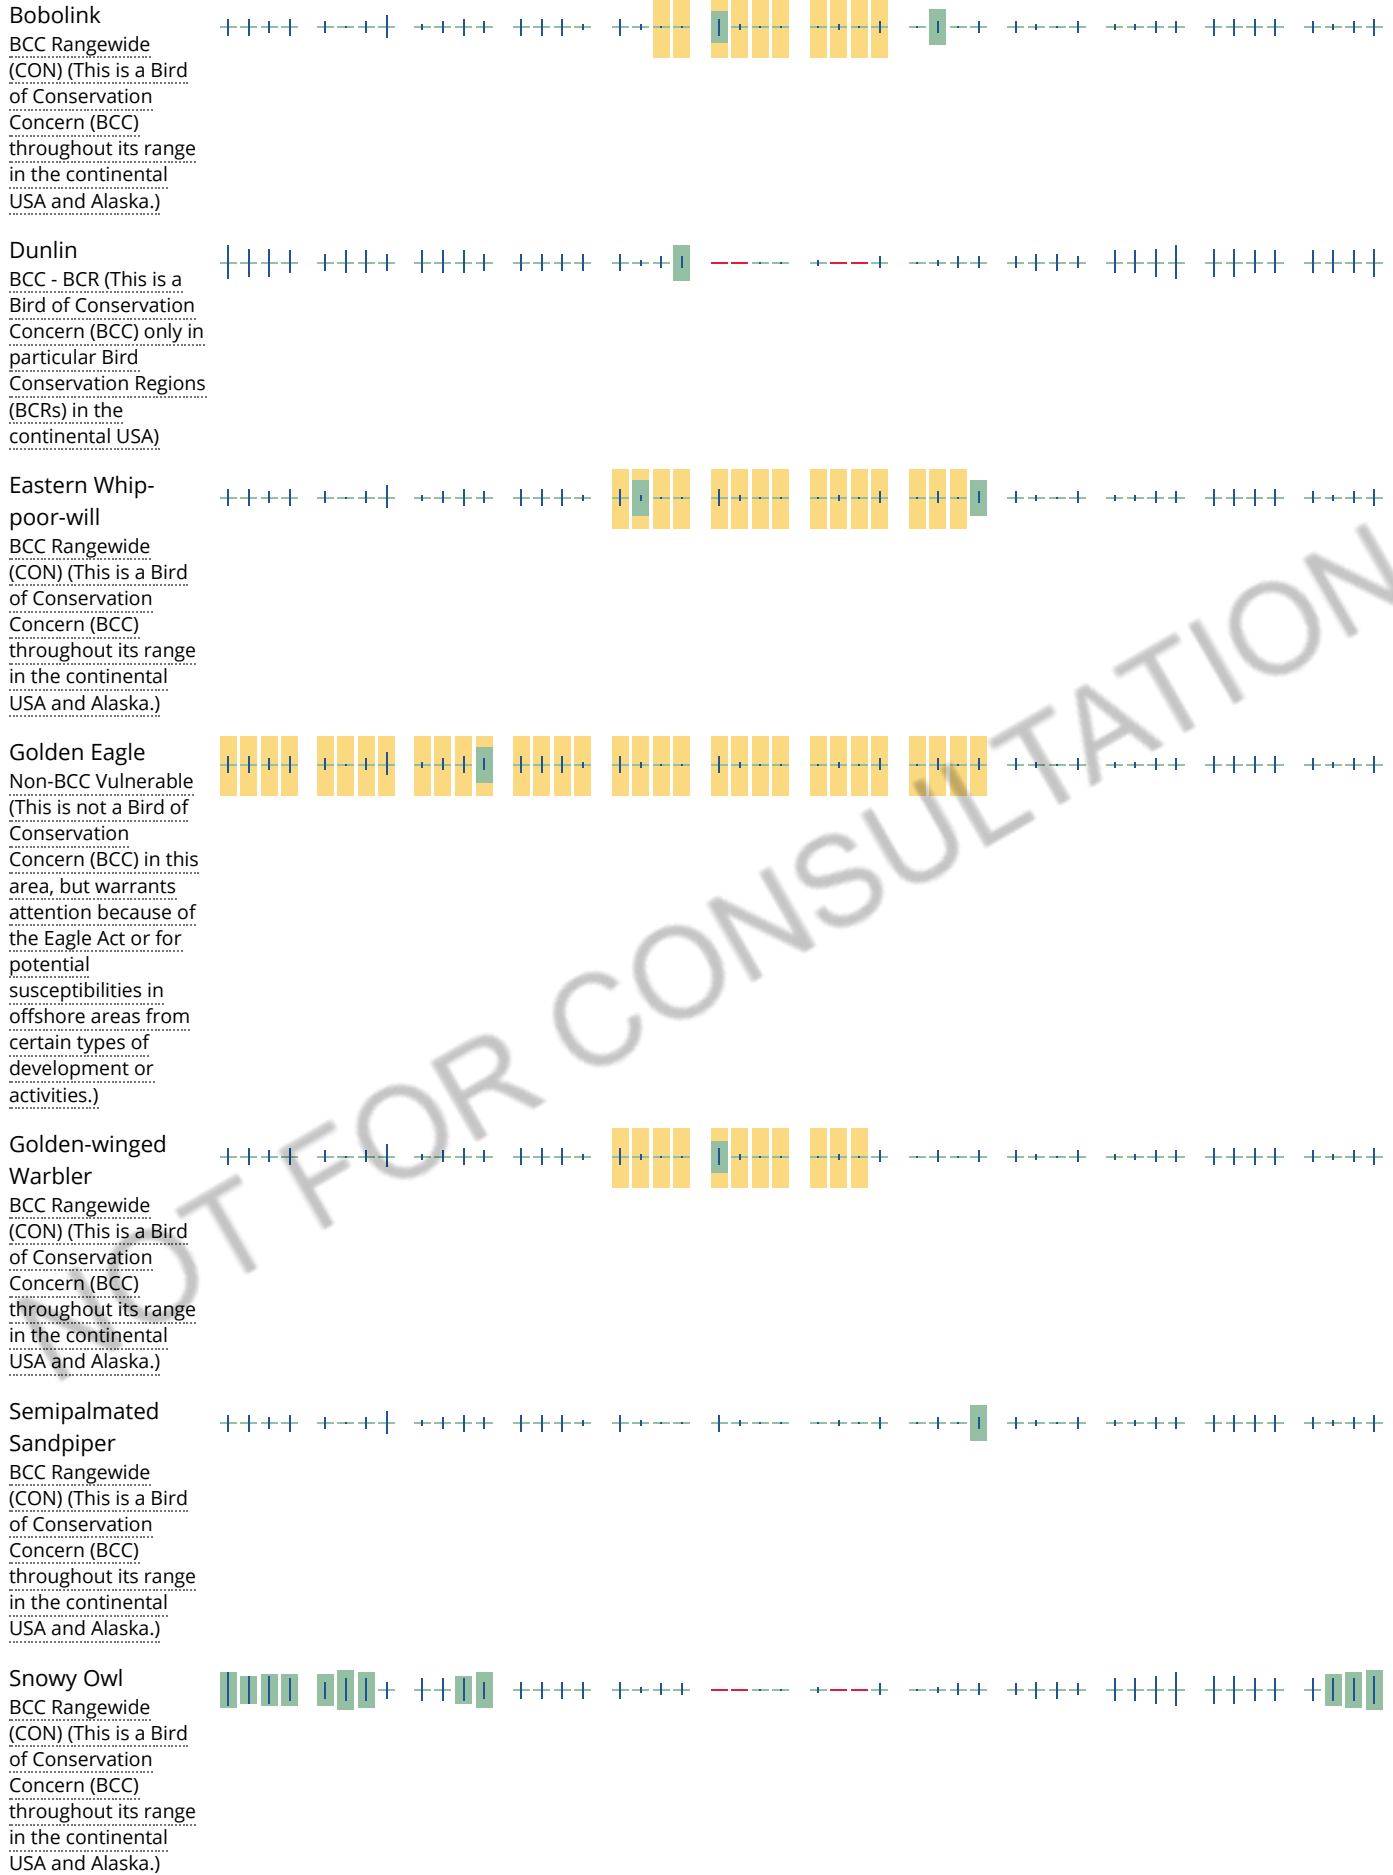 Bobolink
BCC Rangewide
(CON) (This is a Bird
of Conservation
Concern (BCC)
throughout its range
in the continental
USA and Alaska.)
Dunlin
BCC - BCR (This is a
Bird of Conservation
Concern (BCC) only in
particular Bird
Conservation Regions
(BCRs) in the
continental USA)
Eastern Whip-
poor-will
BCC Rangewide
(CON) (This is a Bird
of Conservation
Concern (BCC)
throughout its range
in the continental
USA and Alaska.)
Golden Eagle
Non-BCC Vulnerable
(This is not a Bird of
Conservation
Concern (BCC) in this
area, but warrants
attention because of
the Eagle Act or for
potential
susceptibilities in
offshore areas from
certain types of
development or
activities.)
Golden-winged
Warbler
BCC Rangewide
(CON) (This is a Bird
of Conservation
Concern (BCC)
throughout its range
in the continental
USA and Alaska.)
Semipalmated
Sandpiper
BCC Rangewide
(CON) (This is a Bird
of Conservation
Concern (BCC)
throughout its range
in the continental
USA and Alaska.)
Snowy Owl
BCC Rangewide
(CON) (This is a Bird
of Conservation
Concern (BCC)
throughout its range
in the continental
USA and Alaska.)
NOT FOR CONSULTATION